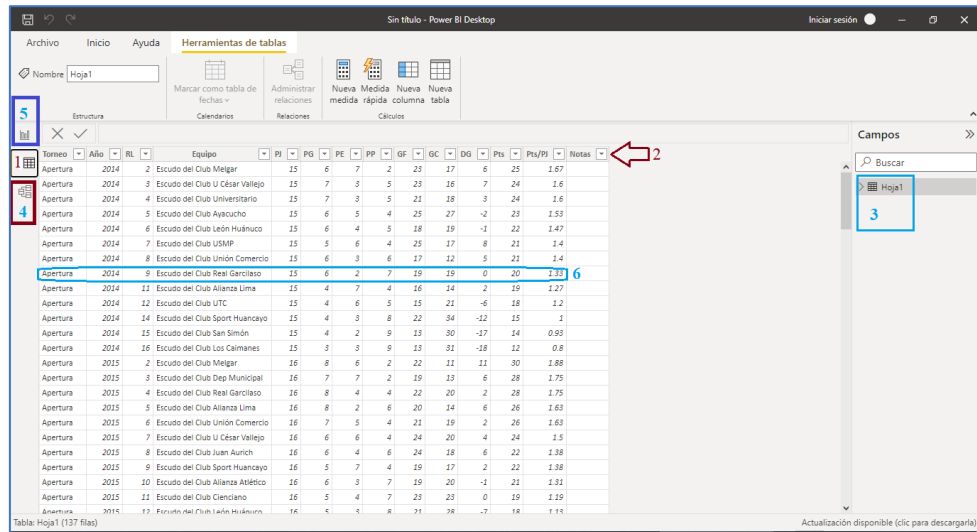 Sin título - Power BI Desktop
Iniciar sesión
Archivo Inicio Ayuda Herramientas de tablas
Nombre Hoja1
Marcar como tabla de fechas
Administrar relaciones
Nueva medida
Medida rápida
Nueva columna
Nueva tabla
Estructura Calendarios Relaciones Cálculos
5
Campos
Torneo Año RL Equipo PJ PG PE PP GF GC DG Pts Pts/PJ Notas
1
2
Buscar
Hoja1
3
4
Apertura 2014 2 Escudo del Club Melgar 15 6 7 2 23 17 6 25 1.67
Apertura 2014 3 Escudo del Club U César Vallejo 15 7 3 5 23 16 7 24 1.6
Apertura 2014 4 Escudo del Club Universitario 15 7 3 5 21 18 3 24 1.6
Apertura 2014 5 Escudo del Club Ayacucho 15 6 5 4 25 27 -2 23 1.53
Apertura 2014 6 Escudo del Club León Huánuco 15 6 4 5 18 19 -1 22 1.47
Apertura 2014 7 Escudo del Club USMP 15 5 6 4 25 17 8 21 1.4
Apertura 2014 8 Escudo del Club Unión Comercio 15 6 3 6 17 12 5 21 1.4
Apertura 2014 9 Escudo del Club Real Garcilaso 15 6 2 7 19 19 0 20 1.33 6
Apertura 2014 11 Escudo del Club Alianza Lima 15 4 7 4 16 14 2 19 1.27
Apertura 2014 12 Escudo del Club UTC 15 4 6 5 15 21 -6 18 1.2
Apertura 2014 14 Escudo del Club Sport Huancayo 15 4 3 8 22 34 -12 15 1
Apertura 2014 15 Escudo del Club San Simón 15 4 2 9 13 30 -17 14 0.93
Apertura 2014 16 Escudo del Club Los Caimanes 15 3 3 9 13 31 -18 12 0.8
Apertura 2015 2 Escudo del Club Melgar 16 8 6 2 22 11 11 30 1.88
Apertura 2015 3 Escudo del Club Dep Municipal 16 7 7 2 19 13 6 28 1.75
Apertura 2015 4 Escudo del Club Real Garcilaso 16 8 4 4 22 20 2 28 1.75
Apertura 2015 5 Escudo del Club Alianza Lima 16 8 2 6 20 14 6 26 1.63
Apertura 2015 6 Escudo del Club Unión Comercio 16 7 5 4 21 19 2 26 1.63
Apertura 2015 7 Escudo del Club U César Vallejo 16 6 6 4 24 20 4 24 1.5
Apertura 2015 8 Escudo del Club Juan Aurich 16 6 4 6 24 18 6 22 1.38
Apertura 2015 9 Escudo del Club Sport Huancayo 16 5 7 4 19 17 2 22 1.38
Apertura 2015 10 Escudo del Club Alianza Atlético 16 6 3 7 19 20 -1 21 1.31
Apertura 2015 11 Escudo del Club Cienciano 16 5 4 7 23 23 0 19 1.19
Apertura 2015 12 Escudo del Club León Huánuco 16 5 3 8 21 28 -7 18 1.13
Tabla: Hoja1 (137 filas)
Actualización disponible (clic para descargarla)